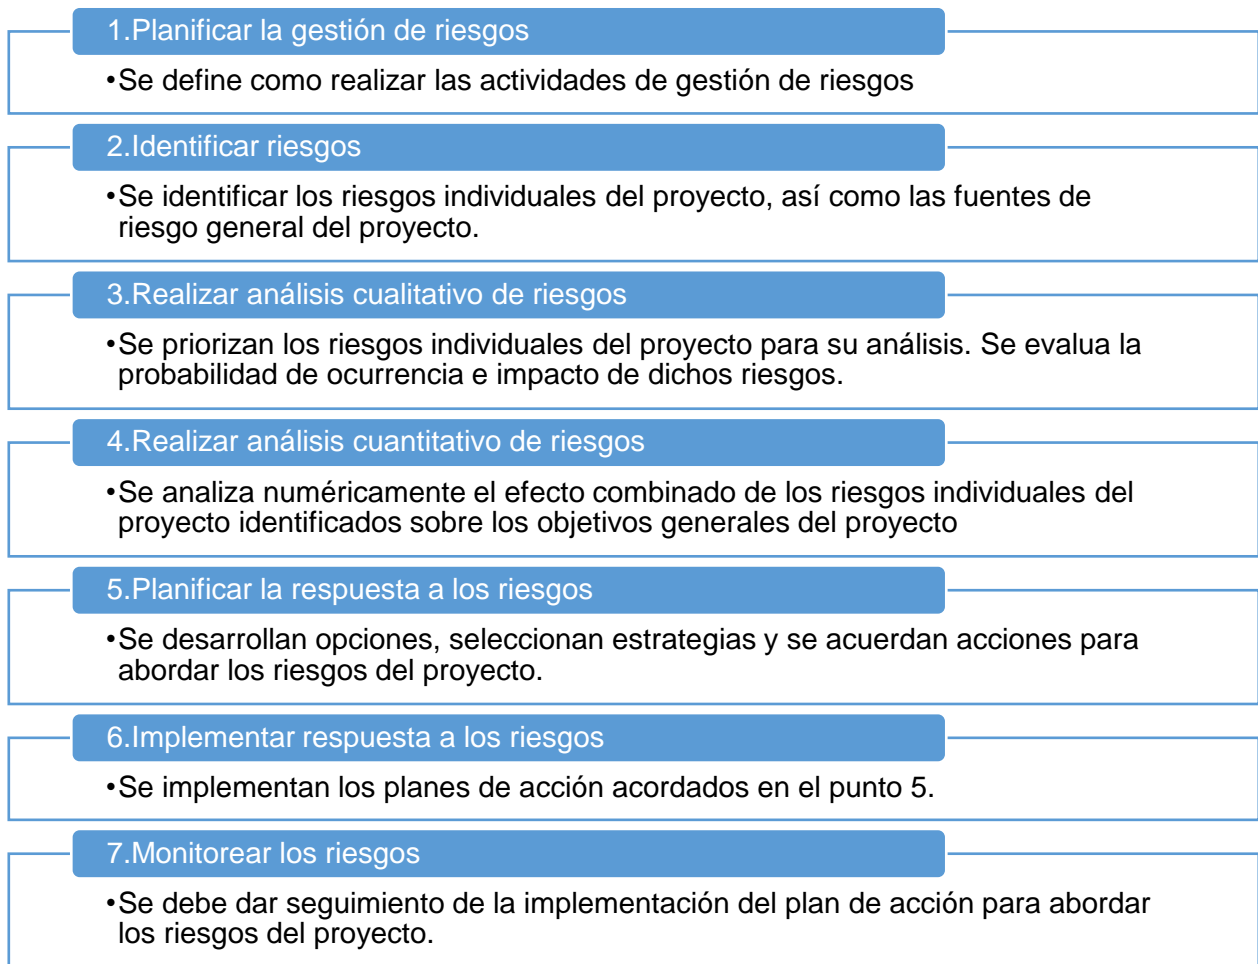 1.Planificar la gestión de riesgos
•Se define como realizar las actividades de gestión de riesgos
2.Identificar riesgos
•Se identificar los riesgos individuales del proyecto, así como las fuentes de
riesgo general del proyecto.
3.Realizar análisis cualitativo de riesgos
•Se priorizan los riesgos individuales del proyecto para su análisis. Se evalua la
probabilidad de ocurrencia e impacto de dichos riesgos.
4.Realizar análisis cuantitativo de riesgos
•Se analiza numéricamente el efecto combinado de los riesgos individuales del
proyecto identificados sobre los objetivos generales del proyecto
5.Planificar la respuesta a los riesgos
•Se desarrollan opciones, seleccionan estrategias y se acuerdan acciones para
abordar los riesgos del proyecto.
6.Implementar respuesta a los riesgos
•Se implementan los planes de acción acordados en el punto 5.
7.Monitorear los riesgos
•Se debe dar seguimiento de la implementación del plan de acción para abordar
los riesgos del proyecto.